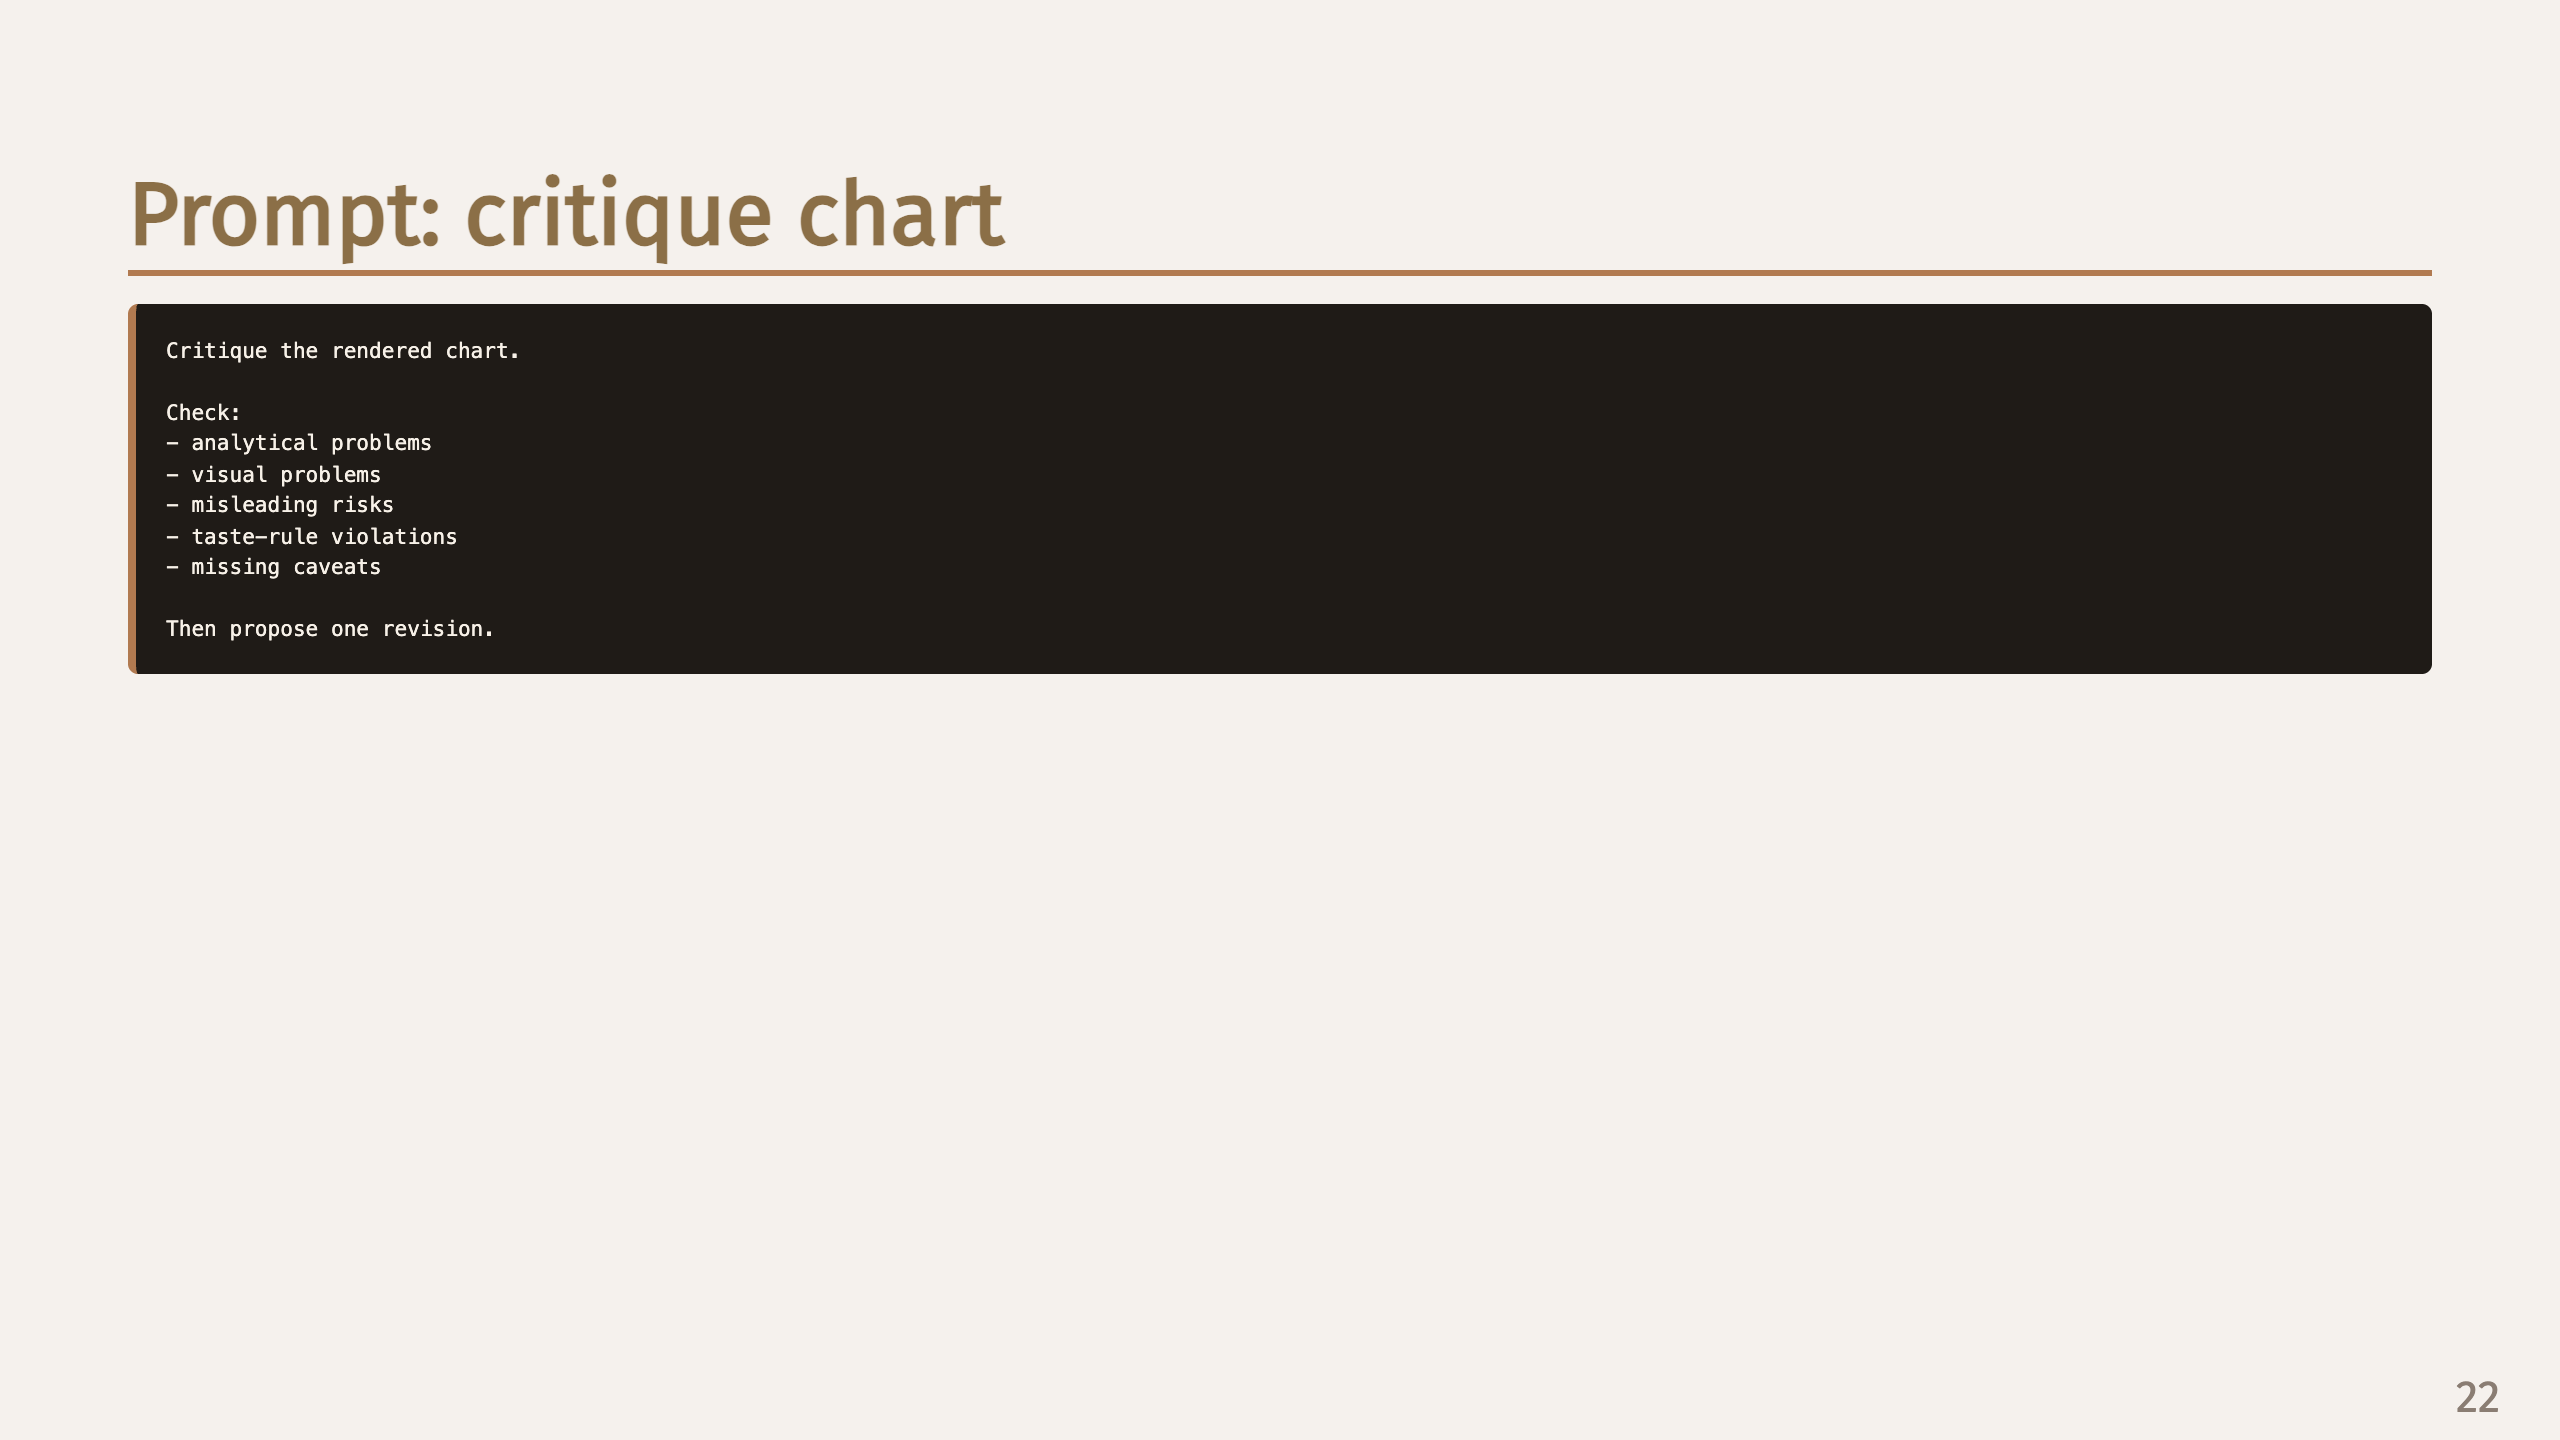 Prompt: critique chart
Critique the rendered chart.
Check:
- analytical problems
- visual problems
- misleading risks
- taste-rule violations
- missing caveats
Then propose one revision.
22